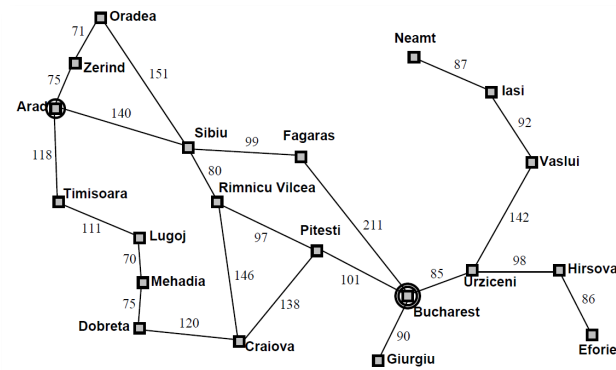 Oradea
71
Neamt
Zerind
87
151
75
Iasi
Arad
140
92
Sibiu
Fagaras
99
118
Vaslui
80
Timisoara
Rimnicu Vilcea
111
211
142
Lugoj
97
Pitesti
70
98
Hirsova
146
101
85
Mehadia
Urziceni
138
86
75
Bucharest
Dobreta
120
90
Eforie
Craiova
Giurgiu